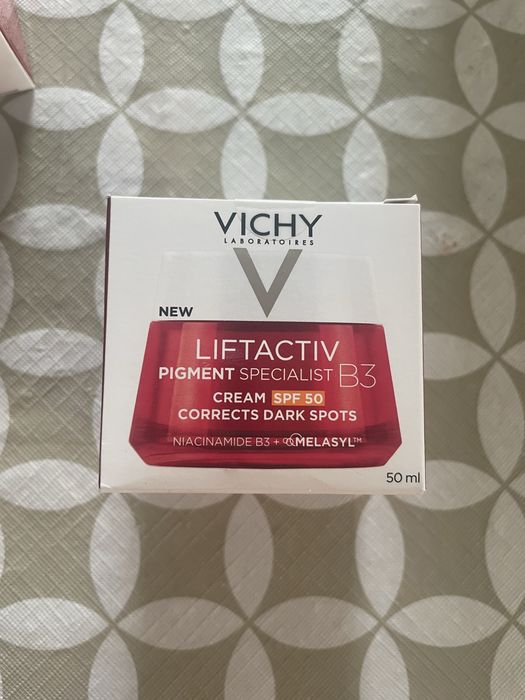 VICHY
LABORATOIRES
NEW
LIFTACTIV
PIGMENT SPECIALIST B3
CREAM SPF 50
CORRECTS DARK SPOTS
NIACINAMIDE B3 + MELASYL™
50 ml